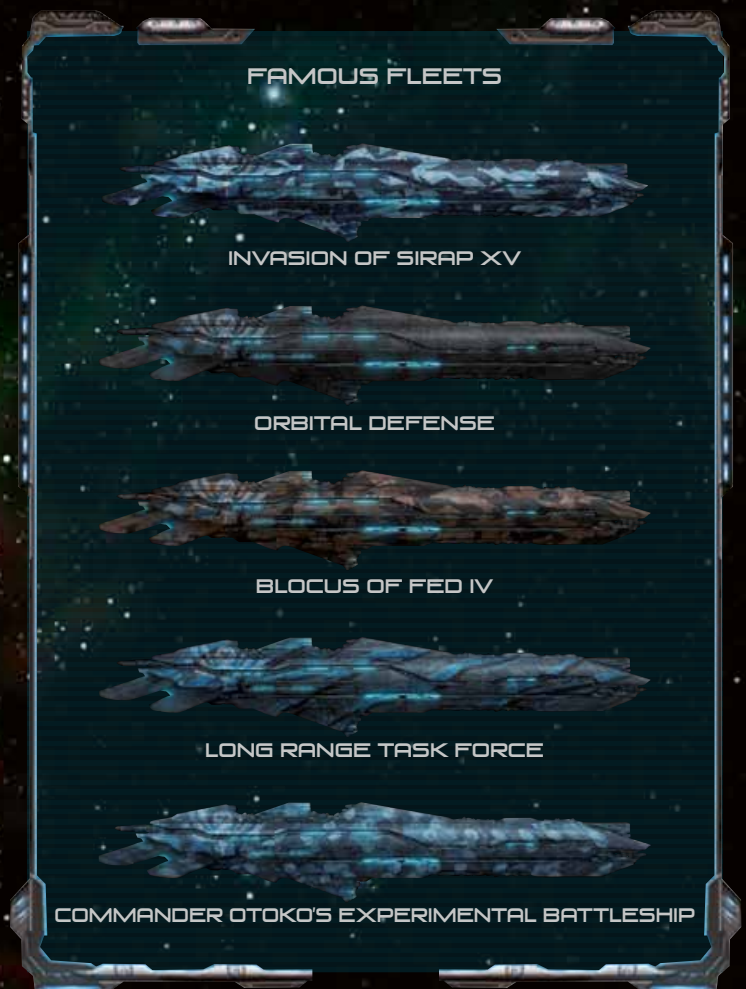 FAMOUS FLEETS
INVASION OF SIRAP XV
ORBITAL DEFENSE
BLOCUS OF FED IV
LONG RANGE TASK FORCE
COMMANDER OTOKO'S EXPERIMENTAL BATTLESHIP